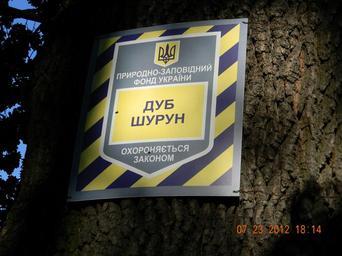 ПРИРОДНО-ЗАПОВІДНИЙ
ФОНД УКРАЇНИ
ДУБ
ШУРУН
ОХОРОНЯЄТЬСЯ
ЗАКОНОМ
07·23·2012 18:14